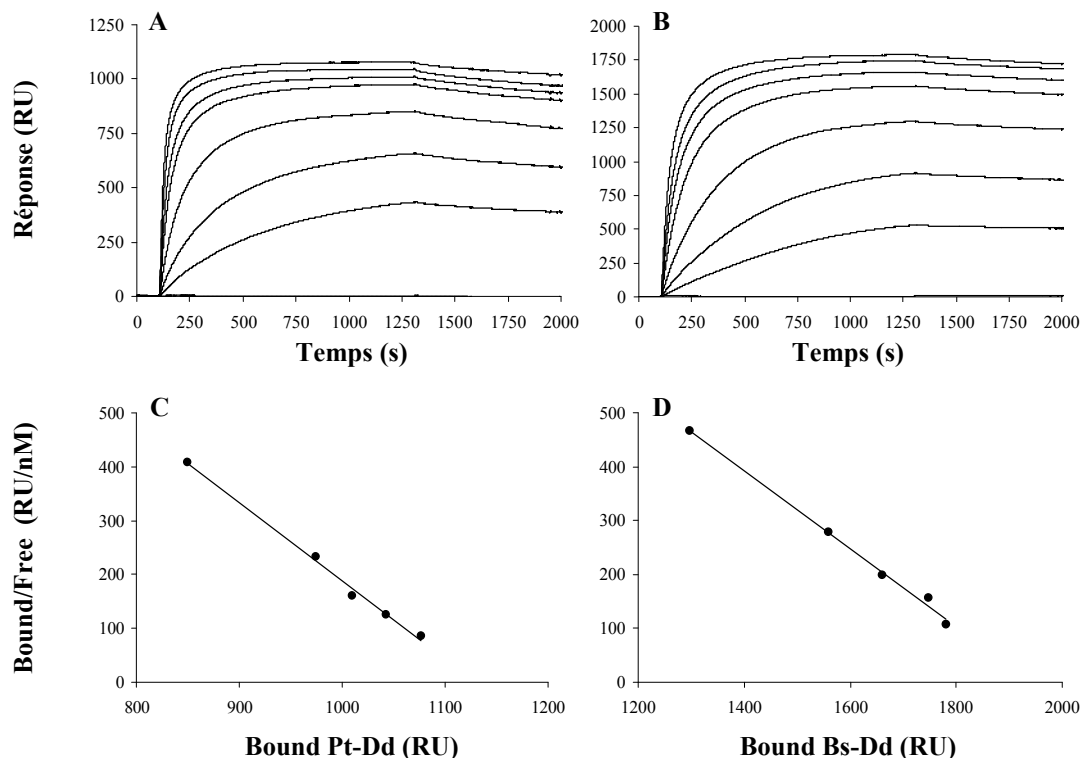 A
B
Réponse (RU)
1250
1000
750
500
250
0
0 250 500 750 1000 1250 1500 1750 2000
Temps (s)
2000
1750
1500
1250
1000
750
500
250
0
0 250 500 750 1000 1250 1500 1750 2000
Temps (s)
C
D
Bound/Free (RU/nM)
500
400
300
200
100
0
800 900 1000 1100 1200
Bound Pt-Dd (RU)
500
400
300
200
100
0
1200 1400 1600 1800 2000
Bound Bs-Dd (RU)